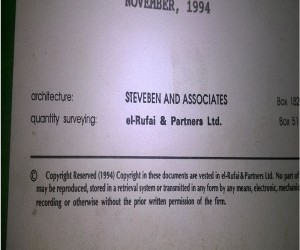 NOVEMBER, 1994
architecture: STEVEBEN AND ASSOCIATES Box 182
quantity surveying: el-Rufai & Partners Ltd. Box 51
© Copyright Reserved (1994) Copyright in these documents are vested in el-Rufai & Partners Ltd. No part of
may be reproduced, stored in a retrieval system or transmitted in any form by any means, electronic, mechanic
recording or otherwise without the prior written permission of the firm.